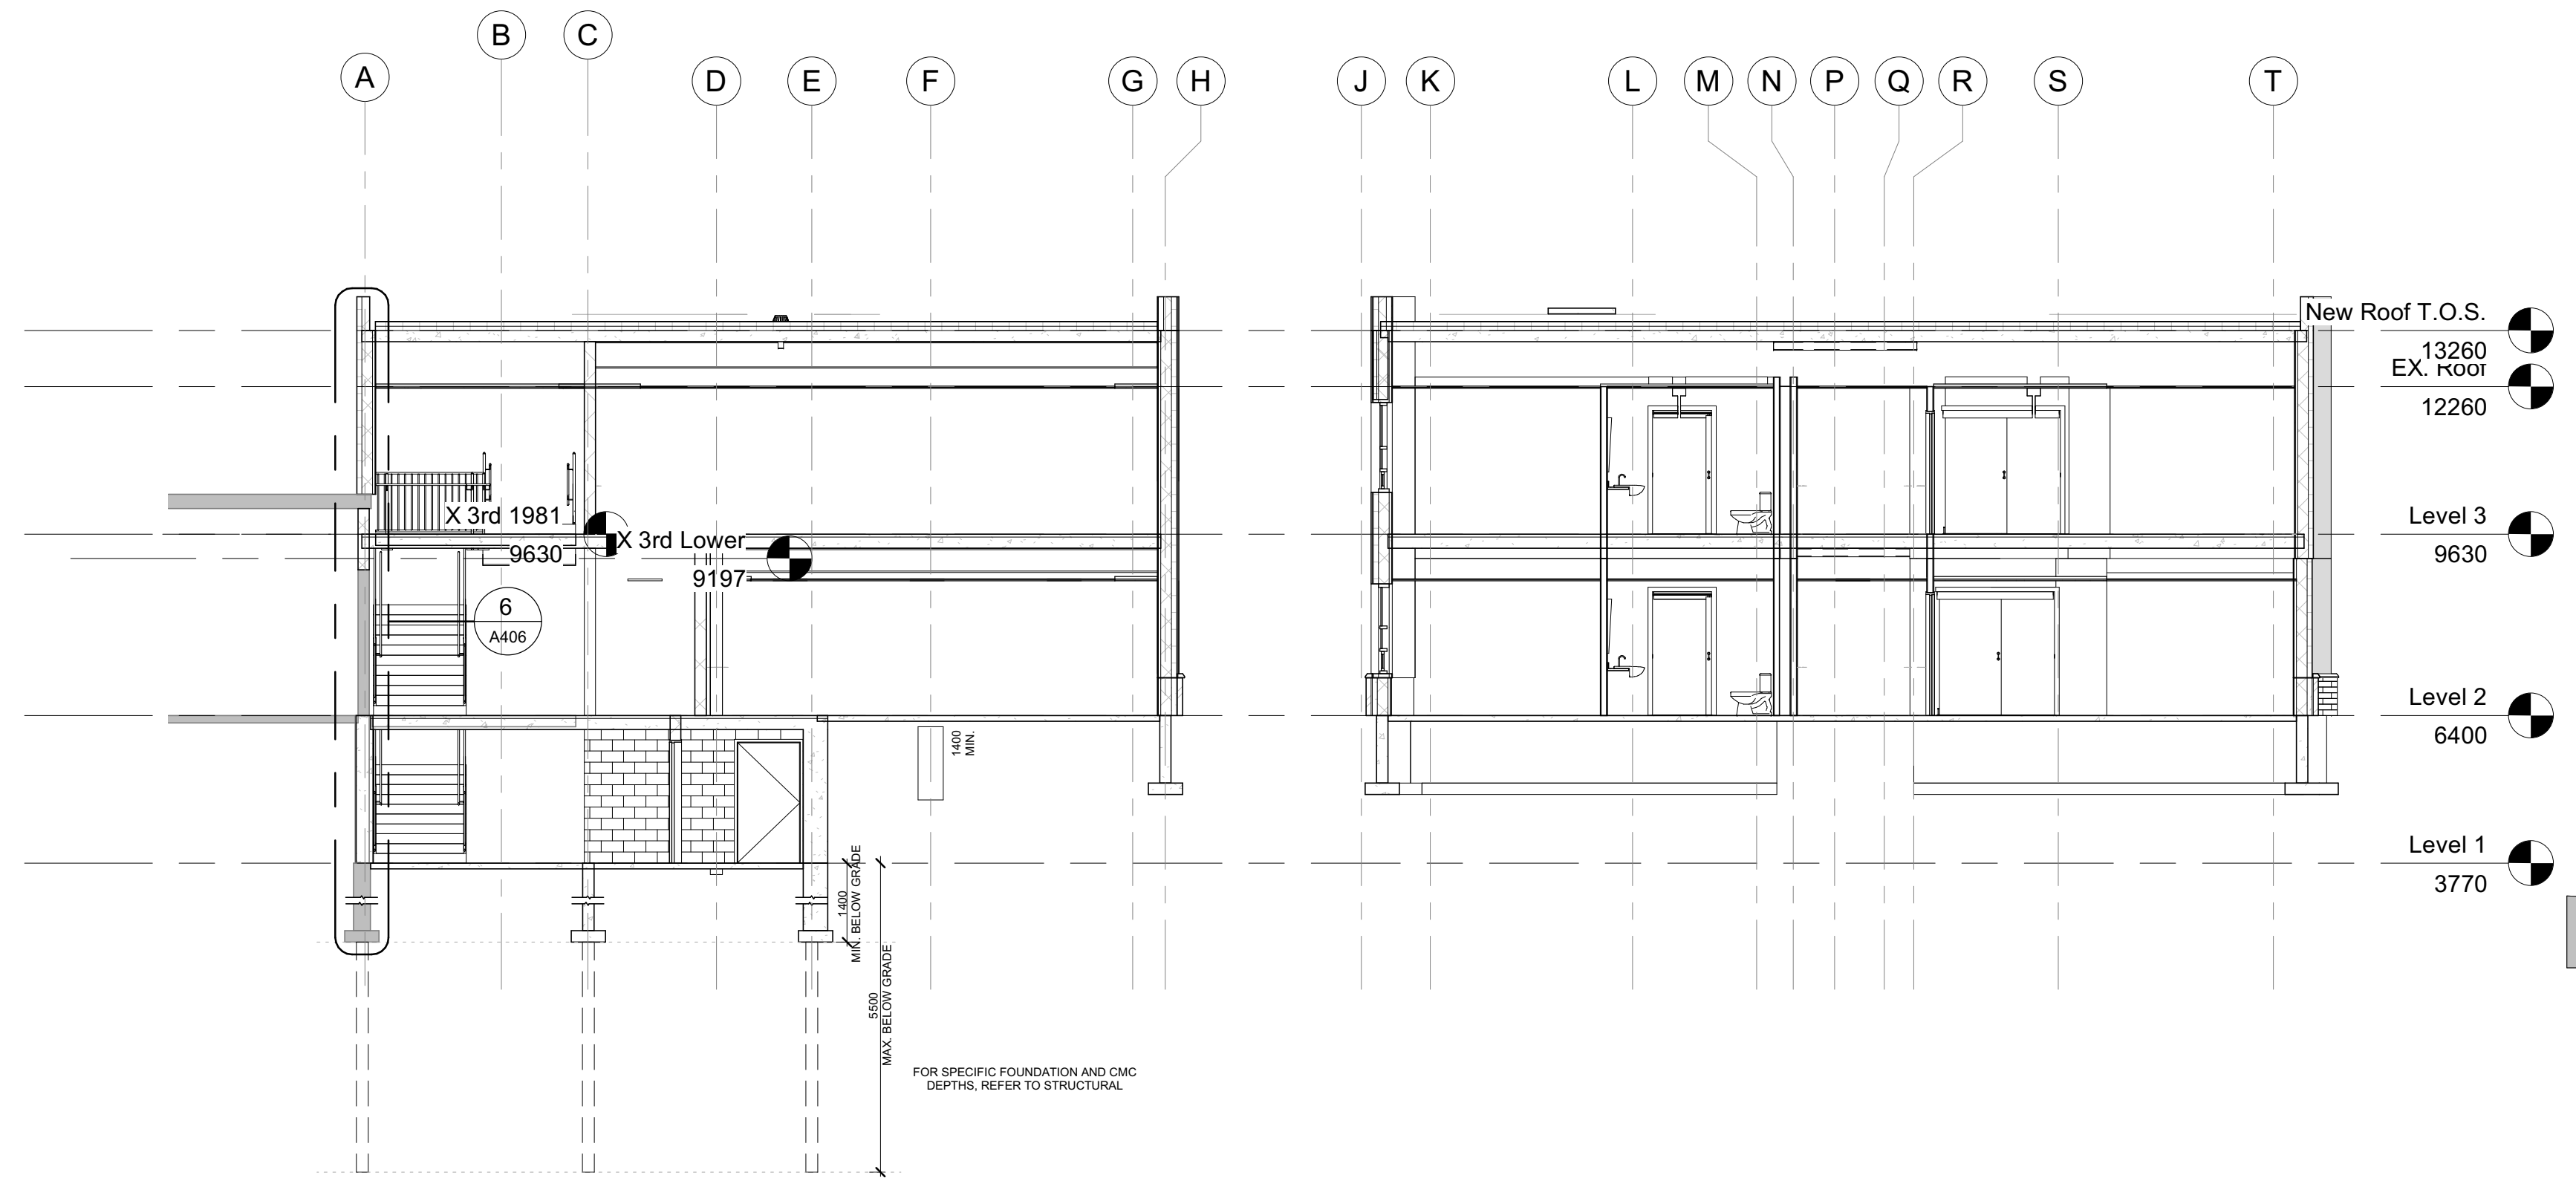 B C
A D E F G H J K L M N P Q R S T
New Roof T.O.S.
13260
EX. Roof
12260
X 3rd 1981
9630
X 3rd Lower
9197
Level 3
9630
6
A406
Level 2
6400
1400
MIN.
Level 1
3770
1400
MIN. BELOW GRADE
5500
MAX. BELOW GRADE
FOR SPECIFIC FOUNDATION AND CMC
DEPTHS, REFER TO STRUCTURAL